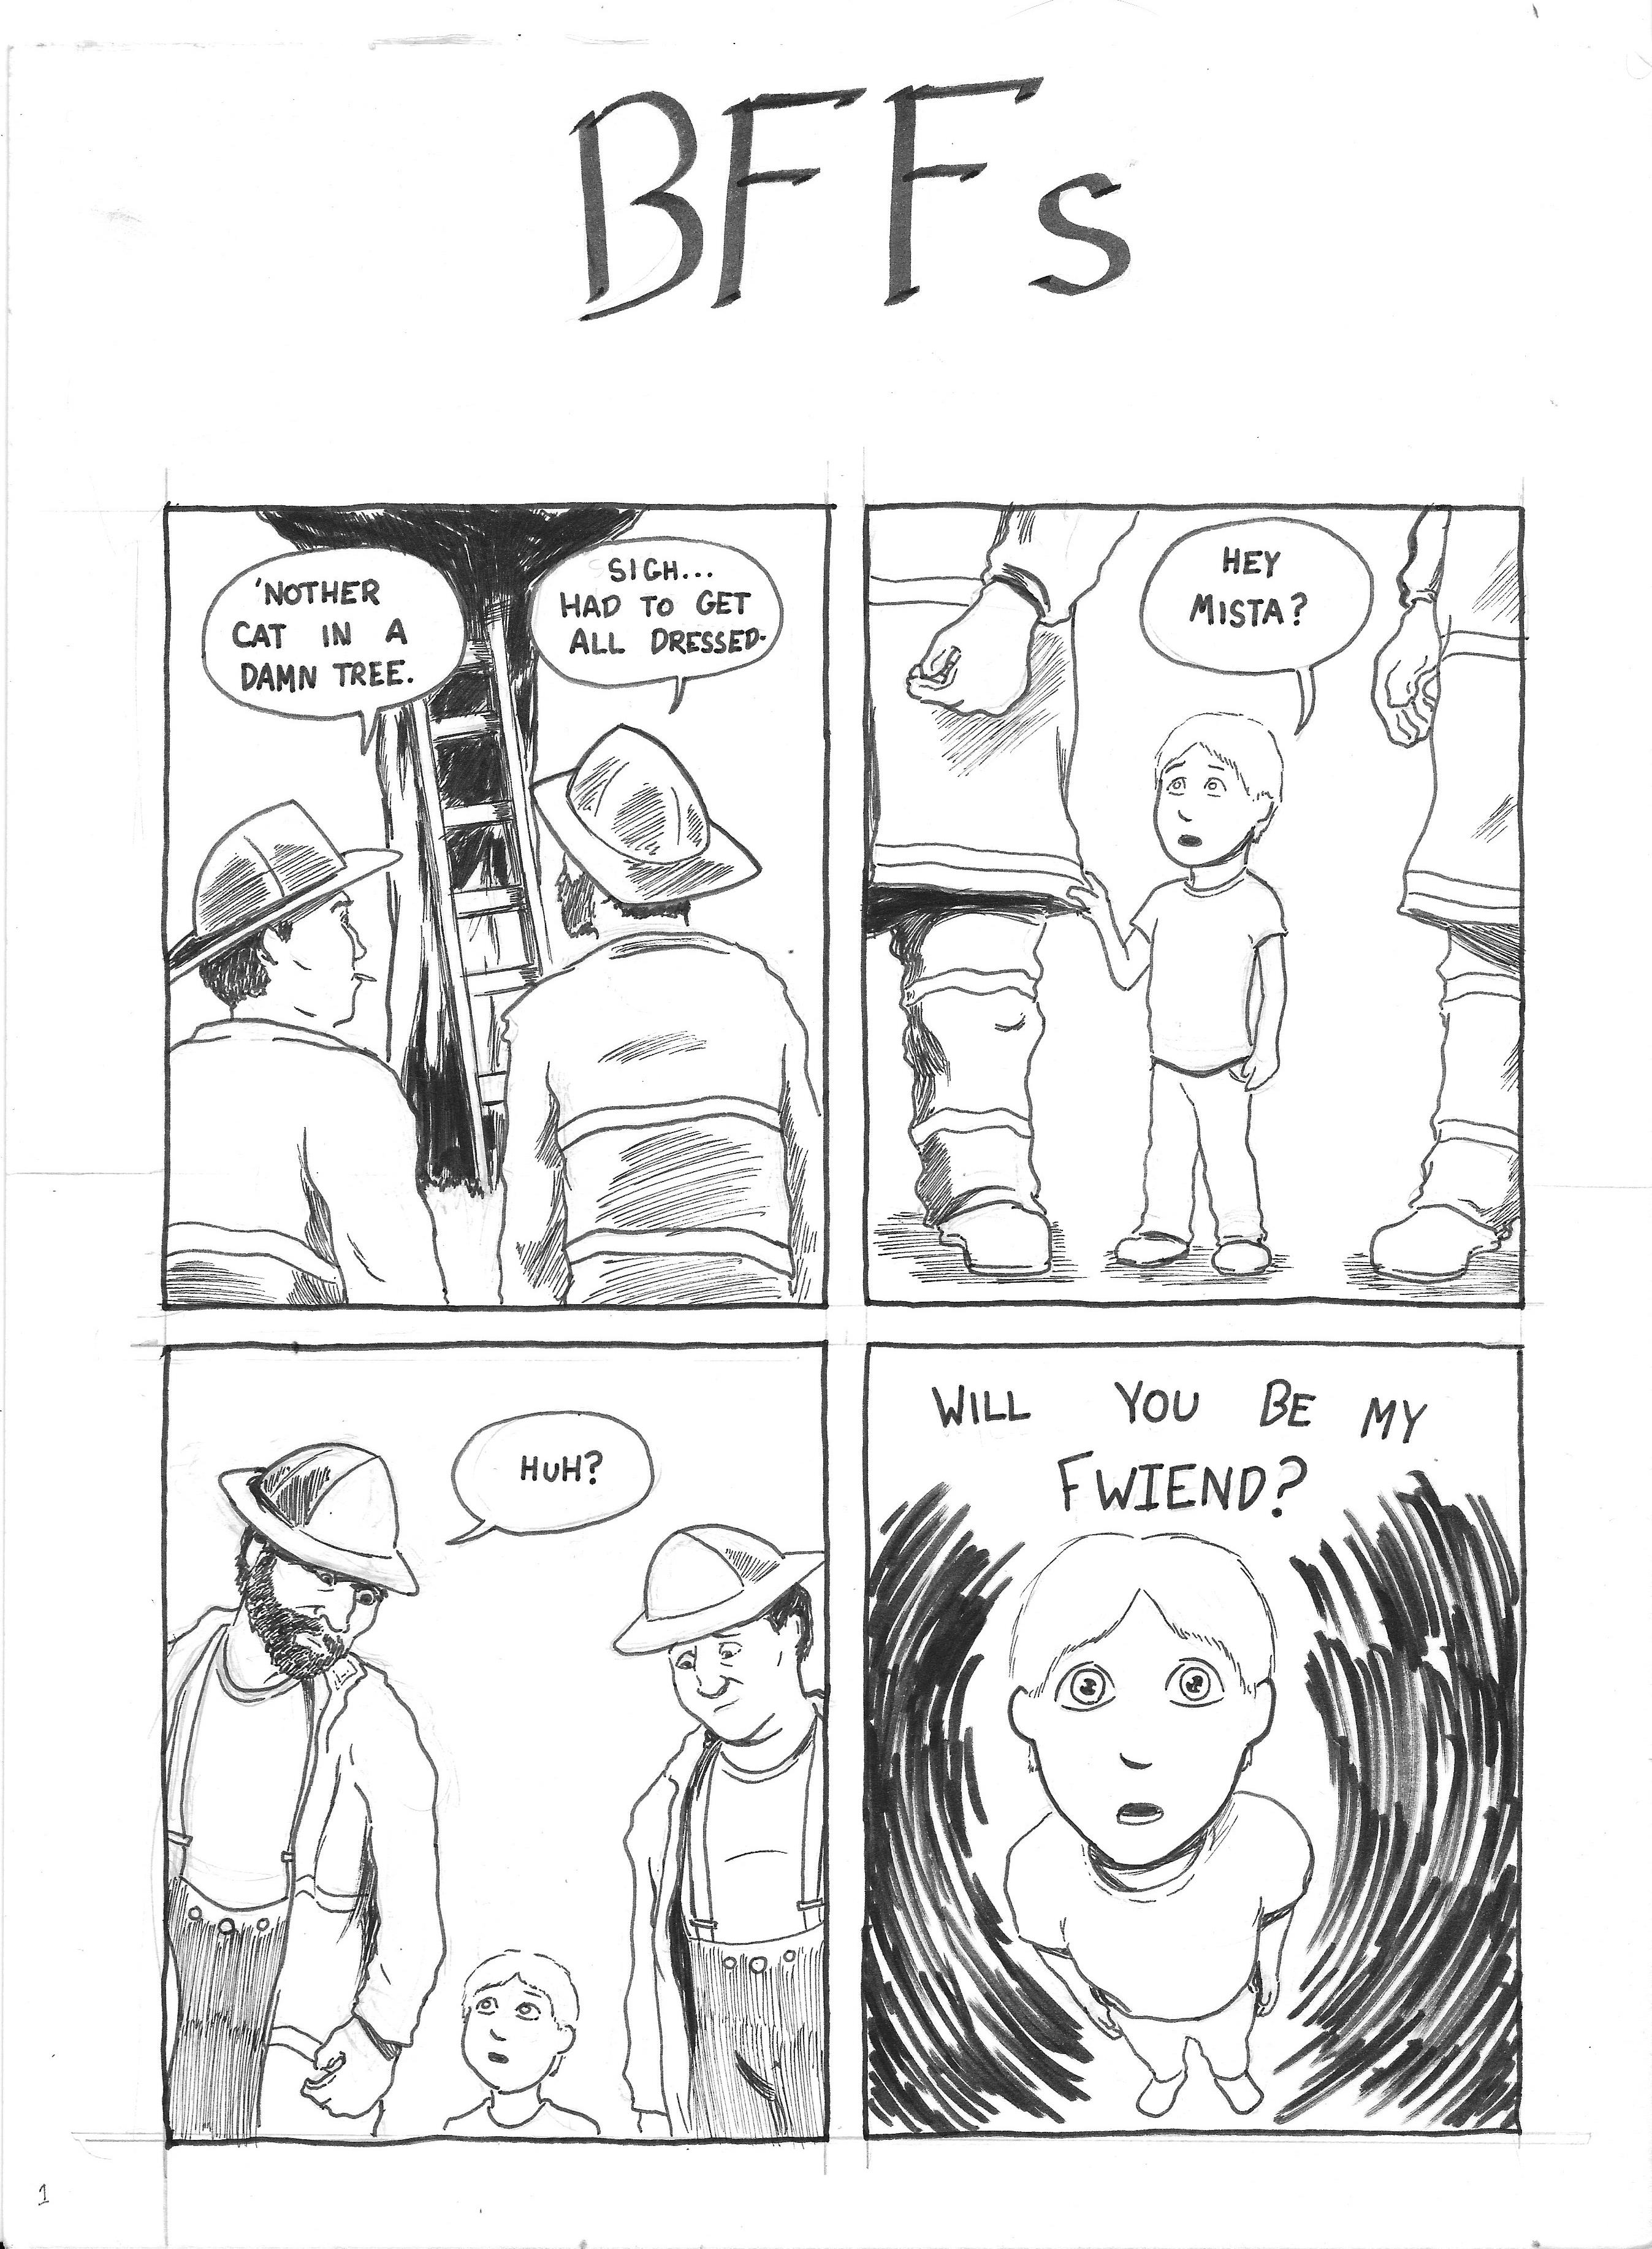 BFFs
'NOTHER
CAT IN A
DAMN TREE.
SIGH...
HAD TO GET
ALL DRESSED.
HEY
MISTA?
HUH?
WILL YOU BE MY
FWIEND?
1